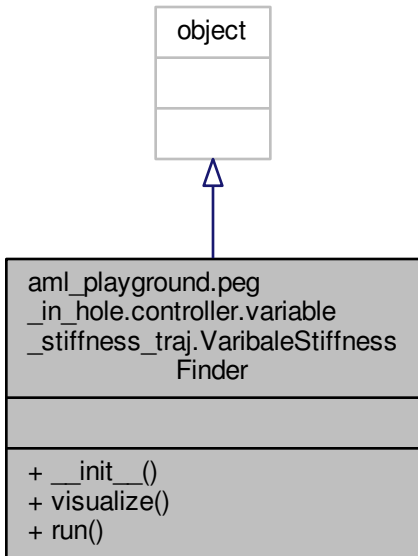 object
aml_playground.peg
_in_hole.controller.variable
_stiffness_traj.VaribaleStiffness
Finder
+ __init__()
+ visualize()
+ run()